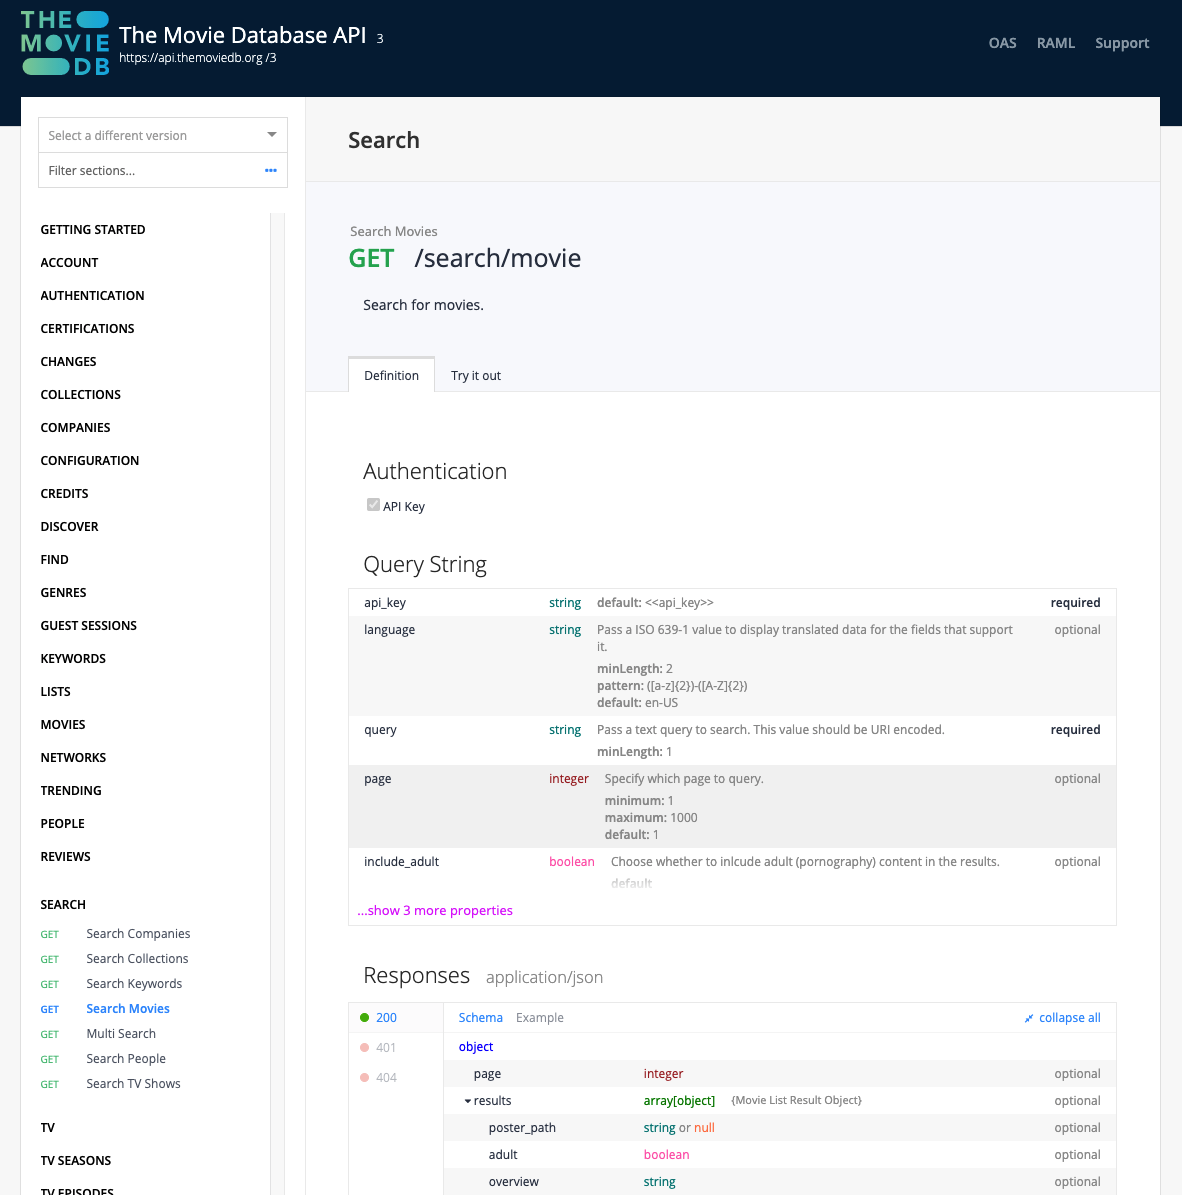 THE
MOVIE
DB
The Movie Database API 3
https://api.themoviedb.org /3
OAS RAML Support
Select a different version
Filter sections...
GETTING STARTED
ACCOUNT
AUTHENTICATION
CERTIFICATIONS
CHANGES
COLLECTIONS
COMPANIES
CONFIGURATION
CREDITS
DISCOVER
FIND
GENRES
GUEST SESSIONS
KEYWORDS
LISTS
MOVIES
NETWORKS
TRENDING
PEOPLE
REVIEWS
SEARCH
GET Search Companies
GET Search Collections
GET Search Keywords
GET Search Movies
GET Multi Search
GET Search People
GET Search TV Shows
TV
TV SEASONS
TV EPISODES
Search
Search Movies
GET /search/movie
Search for movies.
Definition Try it out
Authentication
API Key
Query String
api_key string default: <<api_key>> required
language string Pass a ISO 639-1 value to display translated data for the fields that support optional
it.
minLength: 2
pattern: ([a-z]{2})-([A-Z]{2})
default: en-US
query string Pass a text query to search. This value should be URI encoded. required
minLength: 1
page integer Specify which page to query. optional
minimum: 1
maximum: 1000
default: 1
include_adult boolean Choose whether to inlcude adult (pornography) content in the results. optional
default
...show 3 more properties
Responses application/json
200
401
404
Schema Example collapse all
object
page integer optional
results array[object] {Movie List Result Object} optional
poster_path string or null optional
adult boolean optional
overview string optional